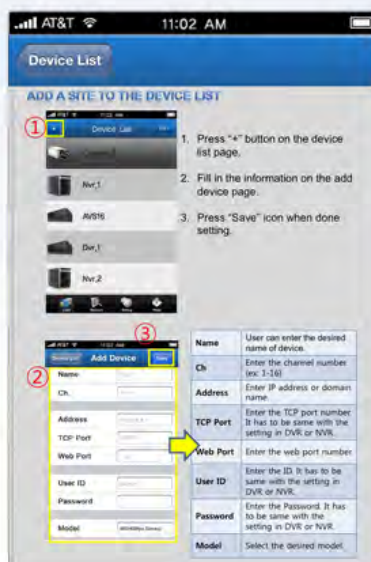 AT&T 11:02 AM
Device List
ADD A SITE TO THE DEVICE LIST
①
Device List
Nvr,1
AVS16
Dvr,1
Nvr,2
1. Press "+" button on the device
list page.
2. Fill in the information on the add
device page.
3. Press "Save" icon when done
setting.
③
②
Add Device
Name
Ch
Address
TCP Port
Web Port
User ID
Password
Model
Name User can enter the desired
name of device.
Ch Enter the channel number
(ex: 1-16)
Address Enter IP address or domain
name.
TCP Port Enter the TCP port number.
It has to be same with the
setting in DVR or NVR.
Web Port Enter the web port number.
User ID Enter the ID. It has to be
same with the setting in
DVR or NVR.
Password Enter the Password. It has
to be same with the
setting in DVR or NVR.
Model Select the desired model.